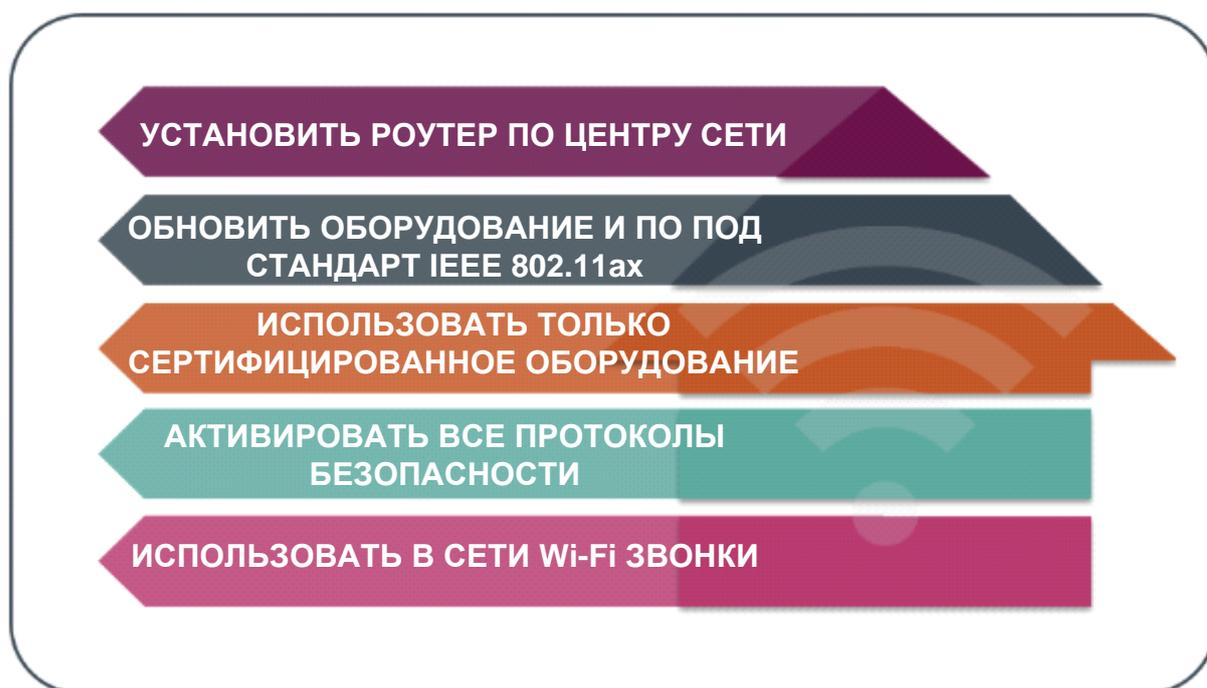 УСТАНОВИТЬ РОУТЕР ПО ЦЕНТРУ СЕТИ
ОБНОВИТЬ ОБОРУДОВАНИЕ И ПО ПОД
СТАНДАРТ IEEE 802.11ax
ИСПОЛЬЗОВАТЬ ТОЛЬКО
СЕРТИФИЦИРОВАННОЕ ОБОРУДОВАНИЕ
АКТИВИРОВАТЬ ВСЕ ПРОТОКОЛЫ
БЕЗОПАСНОСТИ
ИСПОЛЬЗОВАТЬ В СЕТИ Wi-Fi ЗВОНКИ